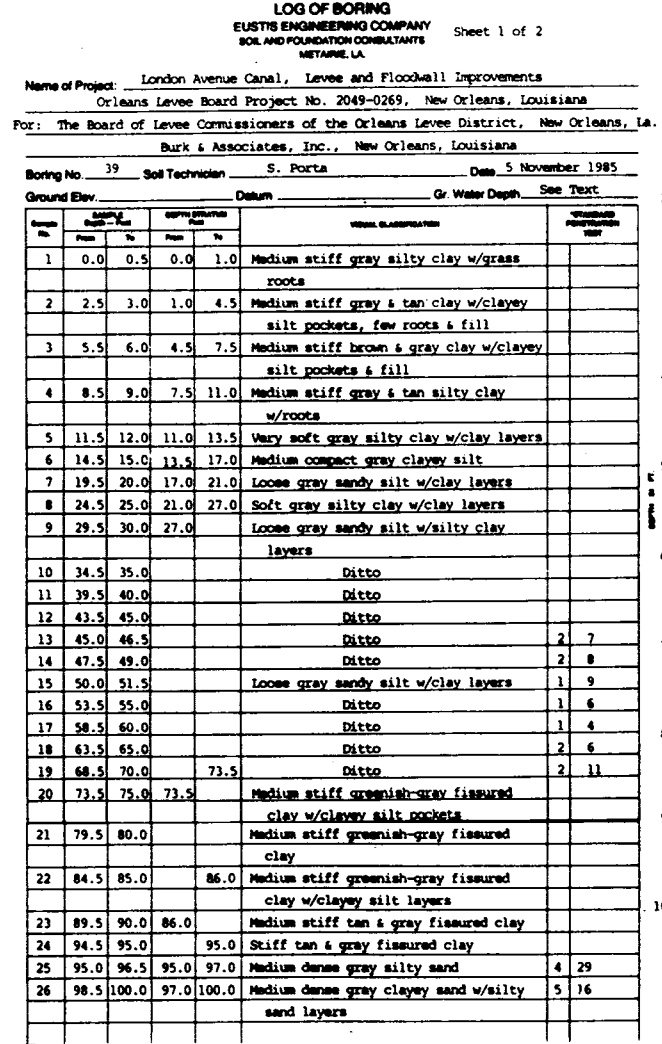 LOG OF BORING
EUSTIS ENGINEERING COMPANY
SOIL AND FOUNDATION CONSULTANTS
METAIRIE, LA.
Sheet 1 of 2
Name of Project: London Avenue Canal, Levee and Floodwall Improvements
Orleans Levee Board Project No. 2049-0269, New Orleans, Louisiana
For: The Board of Levee Commissioners of the Orleans Levee District, New Orleans, La.
Burk & Associates, Inc., New Orleans, Louisiana
Boring No. 39 Soil Technician S. Porta Date 5 November 1985
Ground Elev. Datum Gr. Water Depth See Text
Sample No. SAMPLE Depth — Feet From To DEPTH STRATUM Feet From To VISUAL CLASSIFICATION *STANDARD PENETRATION TEST
1 0.0 0.5 0.0 1.0 Medium stiff gray silty clay w/grass
roots
2 2.5 3.0 1.0 4.5 Medium stiff gray & tan clay w/clayey
silt pockets, few roots & fill
3 5.5 6.0 4.5 7.5 Medium stiff brown & gray clay w/clayey
silt pockets & fill
4 8.5 9.0 7.5 11.0 Medium stiff gray & tan silty clay
w/roots
5 11.5 12.0 11.0 13.5 Very soft gray silty clay w/clay layers
6 14.5 15.0 13.5 17.0 Medium compact gray clayey silt
7 19.5 20.0 17.0 21.0 Loose gray sandy silt w/clay layers
8 24.5 25.0 21.0 27.0 Soft gray silty clay w/clay layers
9 29.5 30.0 27.0 Loose gray sandy silt w/silty clay
layers
10 34.5 35.0 Ditto
11 39.5 40.0 Ditto
12 43.5 45.0 Ditto
13 45.0 46.5 Ditto 2 7
14 47.5 49.0 Ditto 2 8
15 50.0 51.5 Loose gray sandy silt w/clay layers 1 9
16 53.5 55.0 Ditto 1 6
17 58.5 60.0 Ditto 1 4
18 63.5 65.0 Ditto 2 6
19 68.5 70.0 73.5 Ditto 2 11
20 73.5 75.0 73.5 Medium stiff greenish-gray fissured
clay w/clayey silt pockets
21 79.5 80.0 Medium stiff greenish-gray fissured
clay
22 84.5 85.0 86.0 Medium stiff greenish-gray fissured
clay w/clayey silt layers
23 89.5 90.0 86.0 Medium stiff tan & gray fissured clay
24 94.5 95.0 95.0 Stiff tan & gray fissured clay
25 95.0 96.5 95.0 97.0 Medium dense gray silty sand 4 29
26 98.5 100.0 97.0 100.0 Medium dense gray clayey sand w/silty 5 16
sand layers
DEPTH IN FT.